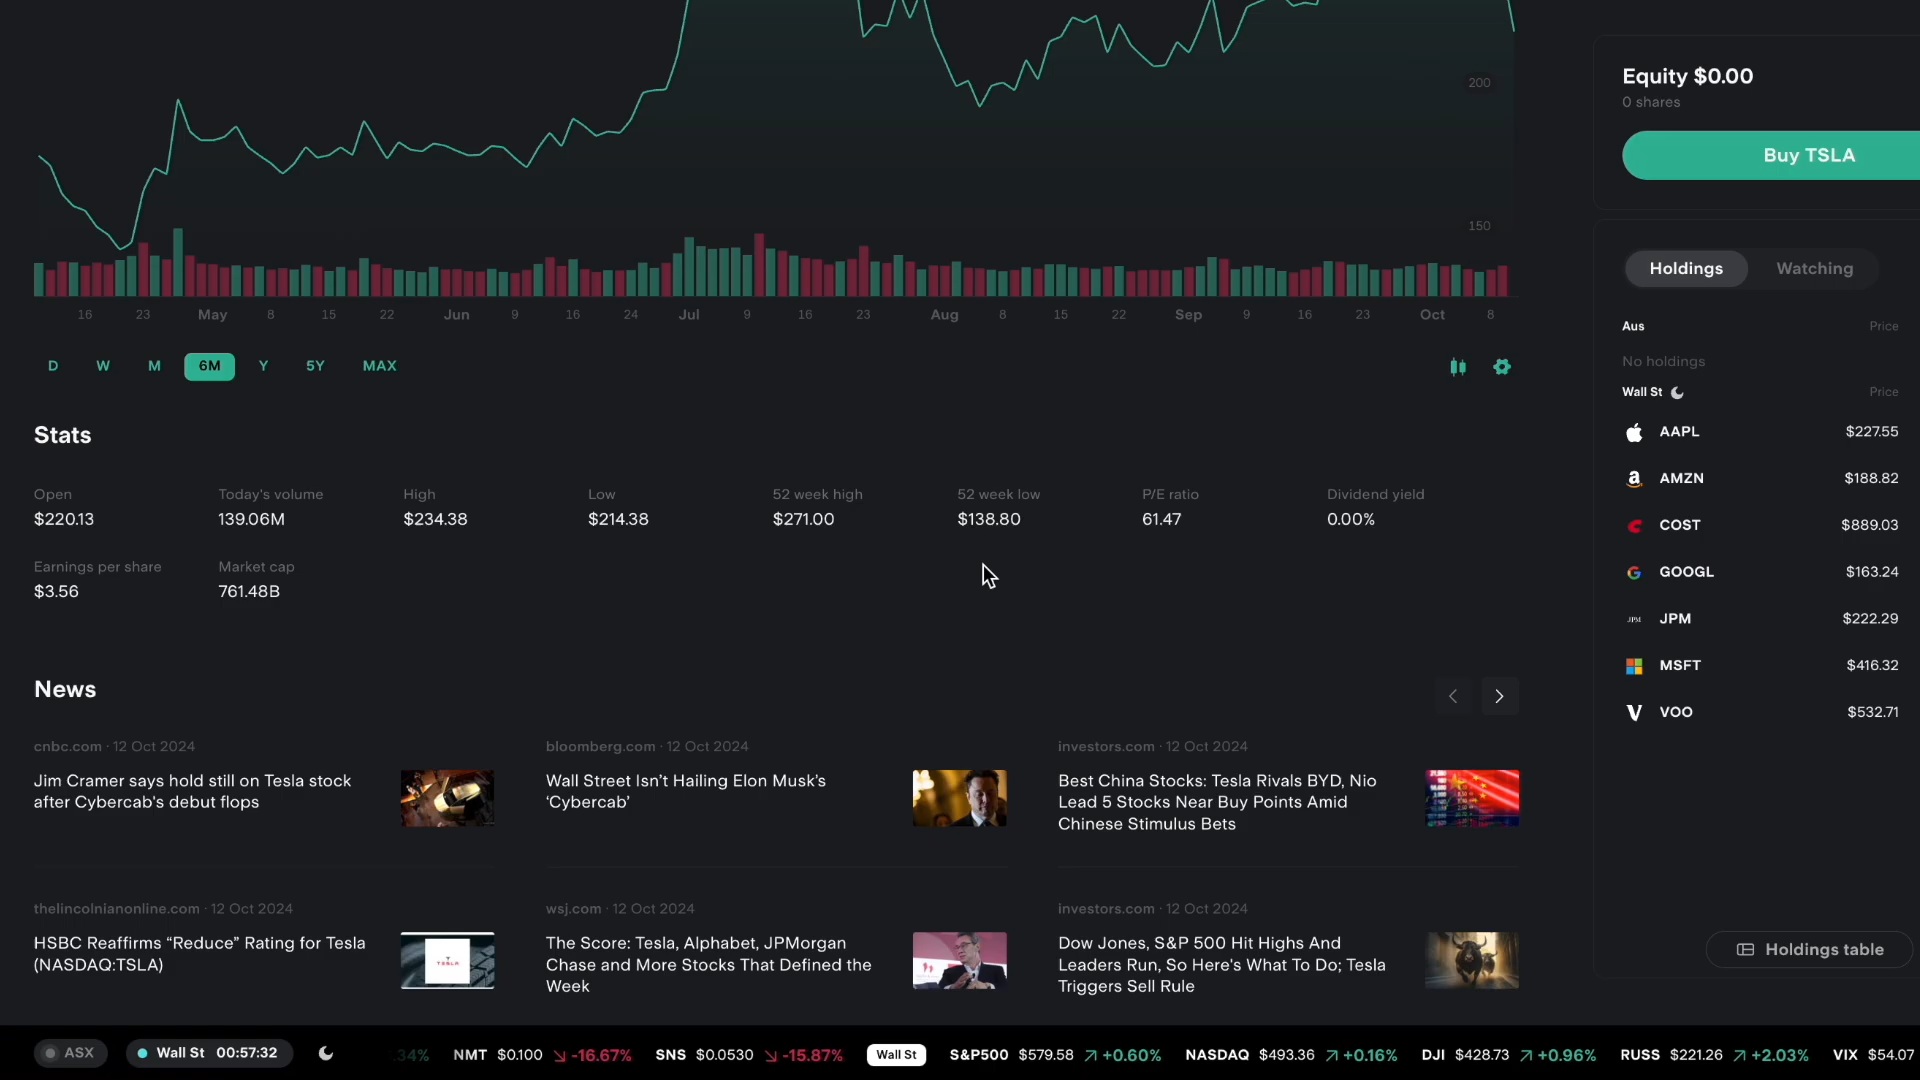 200
150
16 23 May 8 15 22 Jun 9 16 24 Jul 9 16 23 Aug 8 15 22 Sep 9 16 23 Oct 8
D W M 6M Y 5Y MAX
Stats
Open Today's volume High Low 52 week high 52 week low P/E ratio Dividend yield
$220.13 139.06M $234.38 $214.38 $271.00 $138.80 61.47 0.00%
Earnings per share Market cap
$3.56 761.48B
News
cnbc.com · 12 Oct 2024
Jim Cramer says hold still on Tesla stock
after Cybercab's debut flops
bloomberg.com · 12 Oct 2024
Wall Street Isn’t Hailing Elon Musk’s
‘Cybercab’
investors.com · 12 Oct 2024
Best China Stocks: Tesla Rivals BYD, Nio
Lead 5 Stocks Near Buy Points Amid
Chinese Stimulus Bets
thelincolnianonline.com · 12 Oct 2024
HSBC Reaffirms “Reduce” Rating for Tesla
(NASDAQ:TSLA)
TESLA
wsj.com · 12 Oct 2024
The Score: Tesla, Alphabet, JPMorgan
Chase and More Stocks That Defined the
Week
investors.com · 12 Oct 2024
Dow Jones, S&P 500 Hit Highs And
Leaders Run, So Here's What To Do; Tesla
Triggers Sell Rule
Equity $0.00
0 shares
Buy TSLA
Holdings Watching
Aus Price
No holdings
Wall St Price
AAPL $227.55
AMZN $188.82
COST $889.03
GOOGL $163.24
JPM JPM $222.29
MSFT $416.32
VOO $532.71
Holdings table
ASX Wall St 00:57:32 .34% NMT $0.100 -16.67% SNS $0.0530 -15.87% Wall St S&P500 $579.58 +0.60% NASDAQ $493.36 +0.16% DJI $428.73 +0.96% RUSS $221.26 +2.03% VIX $54.07